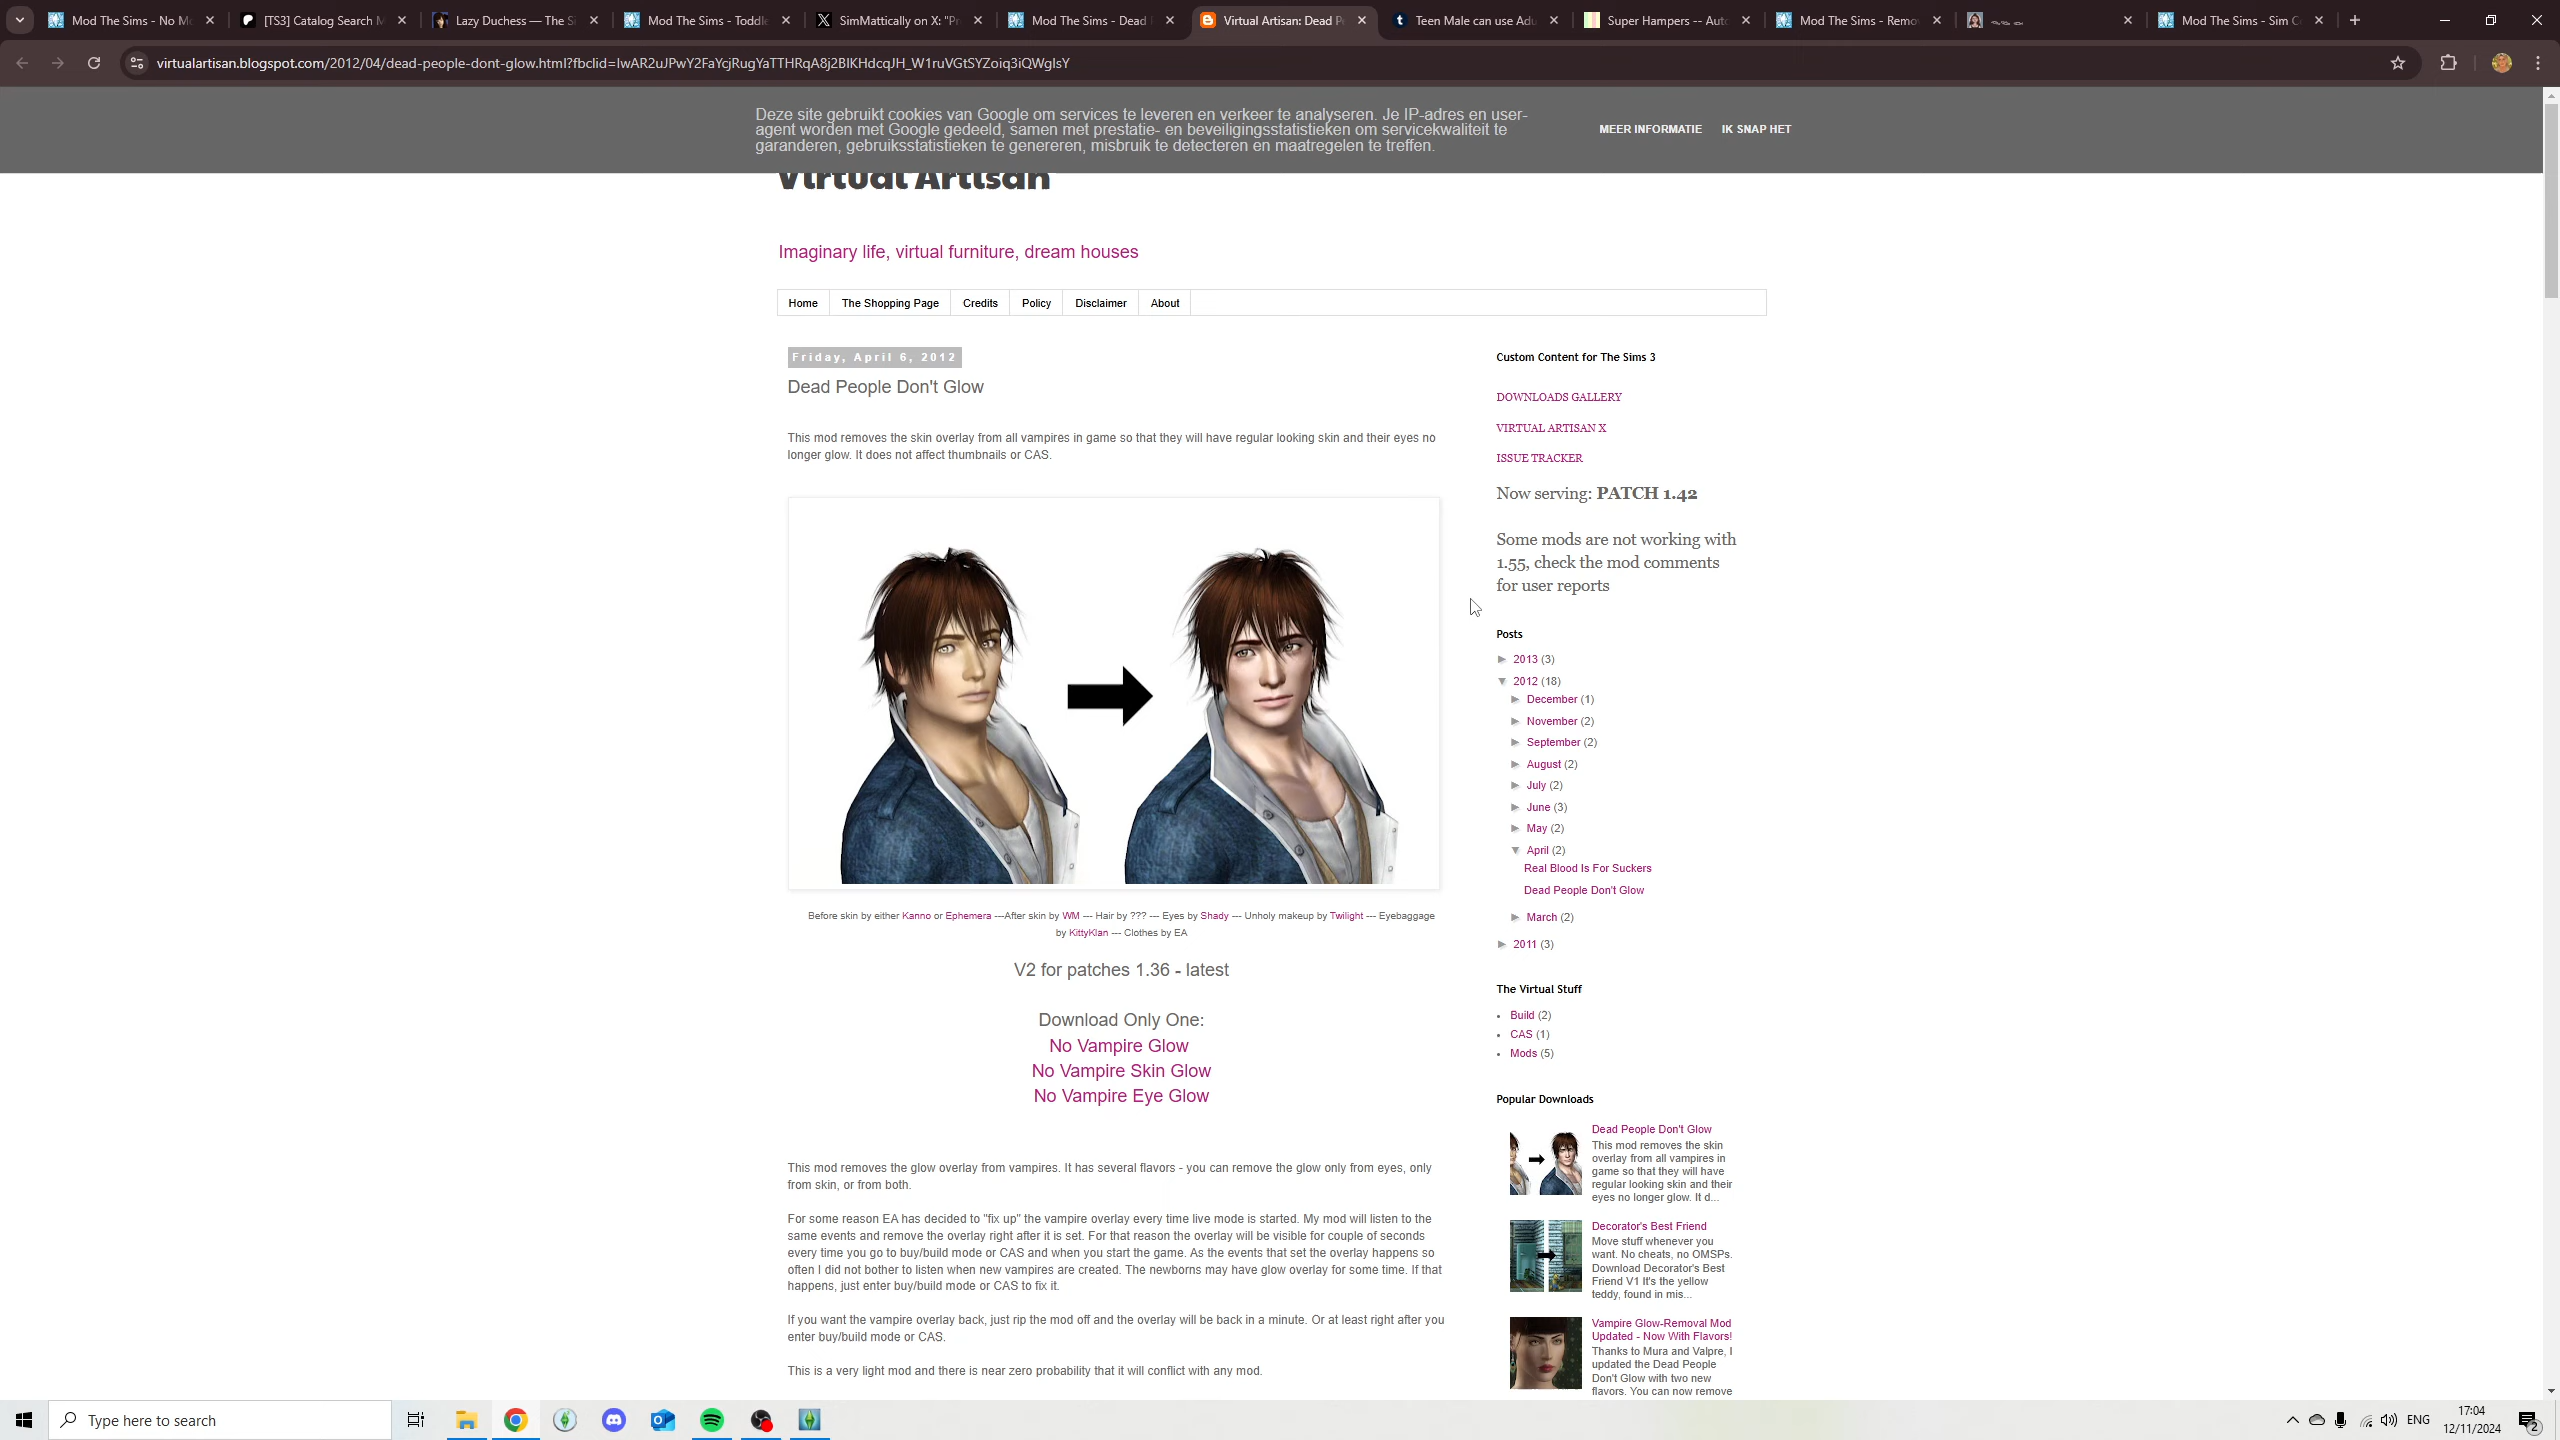 Mod The Sims - No Mo
[TS3] Catalog Search M
Lazy Duchess — The Si
Mod The Sims - Toddle
SimMattically on X: "Pe
Mod The Sims - Dead
Virtual Artisan: Dead Pe
Teen Male can use Adu
Super Hampers -- Auto
Mod The Sims - Remo
Mod The Sims - Sim C
virtualartisan.blogspot.com/2012/04/dead-people-dont-glow.html?fbclid=IwAR2uJPwY2FaYcjRugYaTTHRqA8j2BIKHdcqJH_W1ruVGtSYZoiq3iQWgIsY
Deze site gebruikt cookies van Google om services te leveren en verkeer te analyseren. Je IP-adres en user-
agent worden met Google gedeeld, samen met prestatie- en beveiligingsstatistieken om servicekwaliteit te
garanderen, gebruiksstatistieken te genereren, misbruik te detecteren en maatregelen te treffen.
MEER INFORMATIE IK SNAP HET
Virtual Artisan
Imaginary life, virtual furniture, dream houses
Home The Shopping Page Credits Policy Disclaimer About
Friday, April 6, 2012
Dead People Don't Glow
This mod removes the skin overlay from all vampires in game so that they will have regular looking skin and their eyes no
longer glow. It does not affect thumbnails or CAS.
Before skin by either Kanno or Ephemera ---After skin by WM --- Hair by ??? --- Eyes by Shady --- Unholy makeup by Twilight --- Eyebaggage
by KittyKlan --- Clothes by EA
V2 for patches 1.36 - latest
Download Only One:
No Vampire Glow
No Vampire Skin Glow
No Vampire Eye Glow
This mod removes the glow overlay from vampires. It has several flavors - you can remove the glow only from eyes, only
from skin, or from both.
For some reason EA has decided to "fix up" the vampire overlay every time live mode is started. My mod will listen to the
same events and remove the overlay right after it is set. For that reason the overlay will be visible for couple of seconds
every time you go to buy/build mode or CAS and when you start the game. As the events that set the overlay happens so
often I did not bother to listen when new vampires are created. The newborns may have glow overlay for some time. If that
happens, just enter buy/build mode or CAS to fix it.
If you want the vampire overlay back, just rip the mod off and the overlay will be back in a minute. Or at least right after you
enter buy/build mode or CAS.
This is a very light mod and there is near zero probability that it will conflict with any mod.
Custom Content for The Sims 3
DOWNLOADS GALLERY
VIRTUAL ARTISAN X
ISSUE TRACKER
Now serving: PATCH 1.42
Some mods are not working with
1.55, check the mod comments
for user reports
Posts
► 2013 (3)
▼ 2012 (18)
► December (1)
► November (2)
► September (2)
► August (2)
► July (2)
► June (3)
► May (2)
▼ April (2)
Real Blood Is For Suckers
Dead People Don't Glow
► March (2)
► 2011 (3)
The Virtual Stuff
• Build (2)
• CAS (1)
• Mods (5)
Popular Downloads
Dead People Don't Glow
This mod removes the skin
overlay from all vampires in
game so that they will have
regular looking skin and their
eyes no longer glow. It d...
Decorator's Best Friend
Move stuff whenever you
want. No cheats, no OMSPs.
Download Decorator's Best
Friend V1 It's the yellow
teddy, found in mis...
Vampire Glow-Removal Mod
Updated - Now With Flavors!
Thanks to Mura and Valpre, I
updated the Dead People
Don't Glow with two new
flavors. You can now remove
Type here to search
ENG
17:04
12/11/2024
2